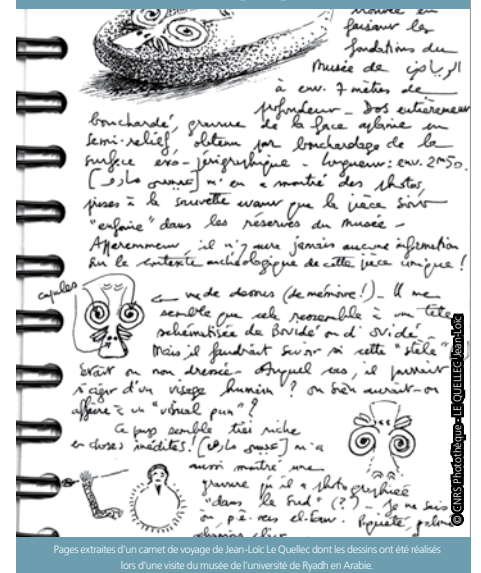 trouvée en
faisant les
fondations du
Musée de الرياض
à env. 7 mètres de
profondeur _ Dos entièrement
bouchardé, gravure de la face aplanie en
semi-relief, obtenu par bouchardage de la
surface – Longueur : env. 2m50.
m'en a montré des photos,
prises à la sauvette avant que la pièce soit
"enfouie" dans les réserves du musée –
Apparemment, il n'y aura jamais aucune information
sur le contexte archéologique de cette pièce unique !
cupules
← vue de dessus (de mémoire !) _ Il me
semble que cela ressemble à une tête
schématisée de Bovidé ou d'ovidé _
Mais il faudrait savoir si cette "stèle"
était ou non dressée - Auquel cas, il pourrait
s'agir d'un visage humain ? ou bien aurait-on
affaire à un "visual pun" ?
Ce pays semble très riche
en choses inédites ! m'a
aussi montré une
gravure qu'il a photographiée
"dans le Sud" (?) _ Je ne sais
où, p.ê. vers el-Faw.
© CNRS Photothèque - LE QUELLEC Jean-Loïc
Pages extraites d'un carnet de voyage de Jean-Loïc Le Quellec dont les dessins ont été réalisés
lors d'une visite du musée de l'université de Ryadh en Arabie.